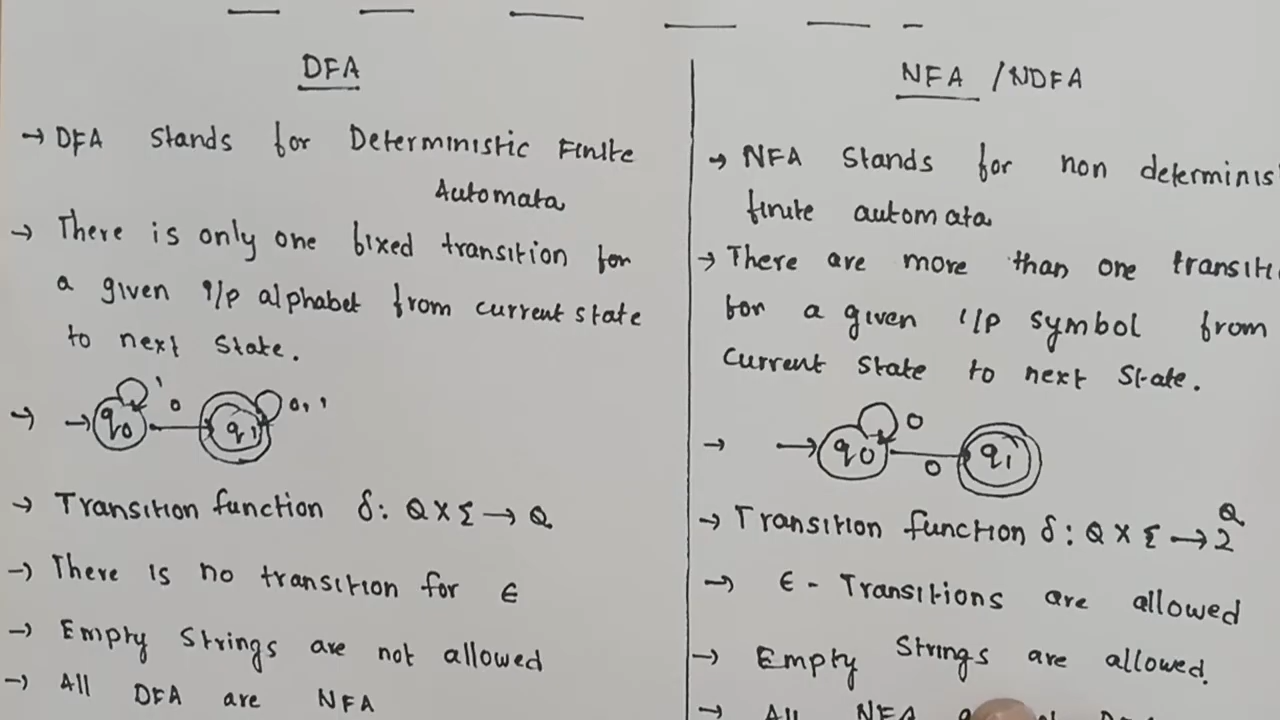 DFA
→ DFA stands for Deterministic Finite
Automata
→ There is only one fixed transition for
a given i/p alphabet from current state
to next state.
→ → q0 1 0 q1 0,1
→ Transition function δ: Q X Σ → Q
→ There is no transition for ϵ
→ Empty Strings are not allowed
→ All DFA are NFA
NFA / NDFA
→ NFA stands for non determinis
finite automata
→ There are more than one transiti
for a given i/p symbol from
current state to next state.
→ → q0 0 0 q1
→ Transition function δ: Q X Σ → 2^Q
→ ϵ - Transitions are allowed
→ Empty Strings are allowed.
→ All NFA